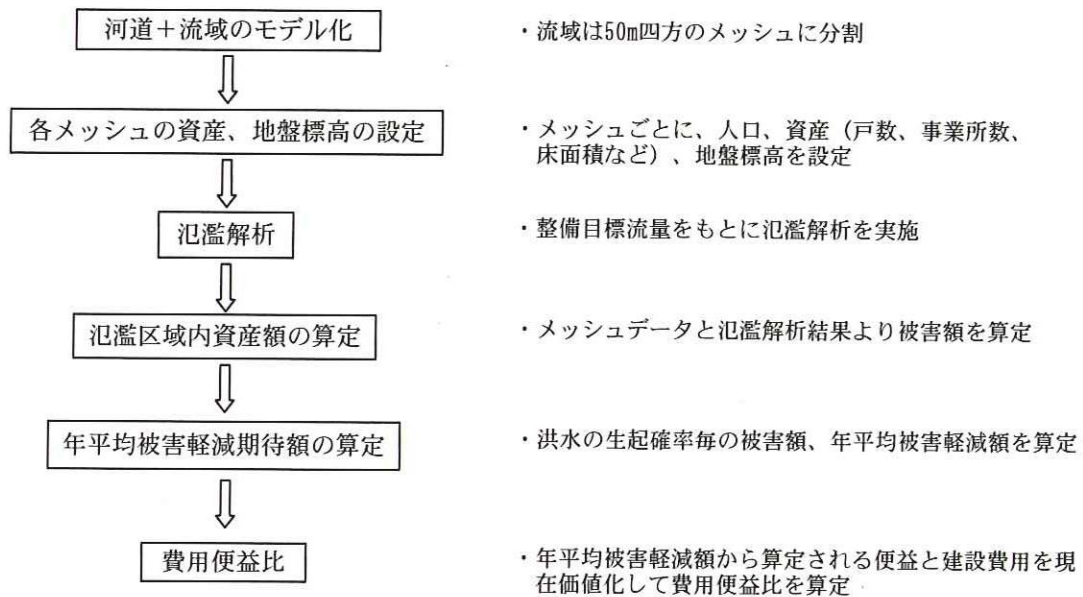 河道＋流域のモデル化
・流域は50m四方のメッシュに分割
各メッシュの資産、地盤標高の設定
・メッシュごとに、人口、資産（戸数、事業所数、
床面積など）、地盤標高を設定
氾濫解析
・整備目標流量をもとに氾濫解析を実施
氾濫区域内資産額の算定
・メッシュデータと氾濫解析結果より被害額を算定
年平均被害軽減期待額の算定
・洪水の生起確率毎の被害額、年平均被害軽減額を算定
費用便益比
・年平均被害軽減額から算定される便益と建設費用を現
在価値化して費用便益比を算定